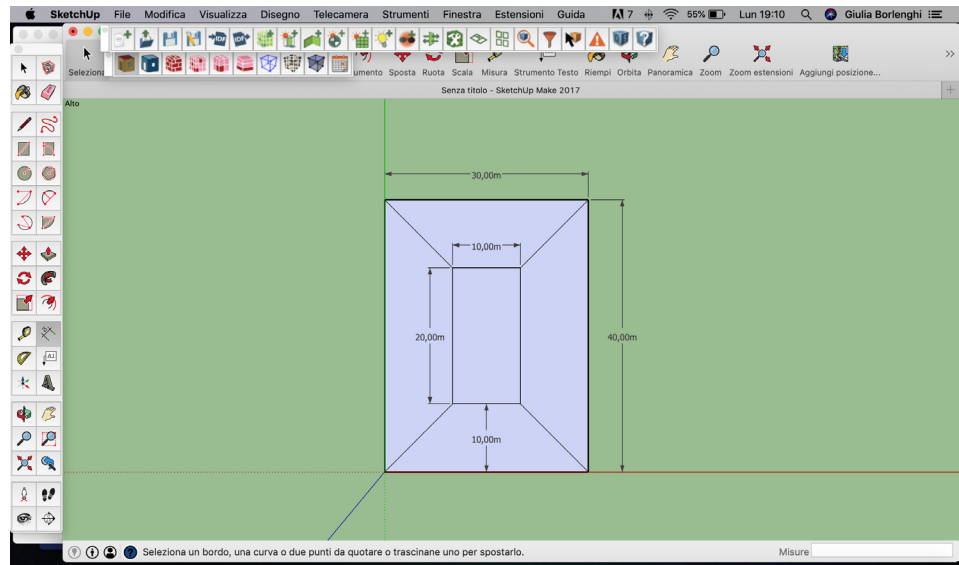 SketchUp File Modifica Visualizza Disegno Telecamera Strumenti Finestra Estensioni Guida 7 55% Lun 19:10 Giulia Borlenghi
IDF IDF
Seleziona umento Sposta Ruota Scala Misura Strumento Testo Riempi Orbita Panoramica Zoom Zoom estensioni Aggiungi posizione...
Senza titolo - SketchUp Make 2017
Alto
30,00m
10,00m
20,00m
40,00m
10,00m
A1
Seleziona un bordo, una curva o due punti da quotare o trascinane uno per spostarlo. Misure